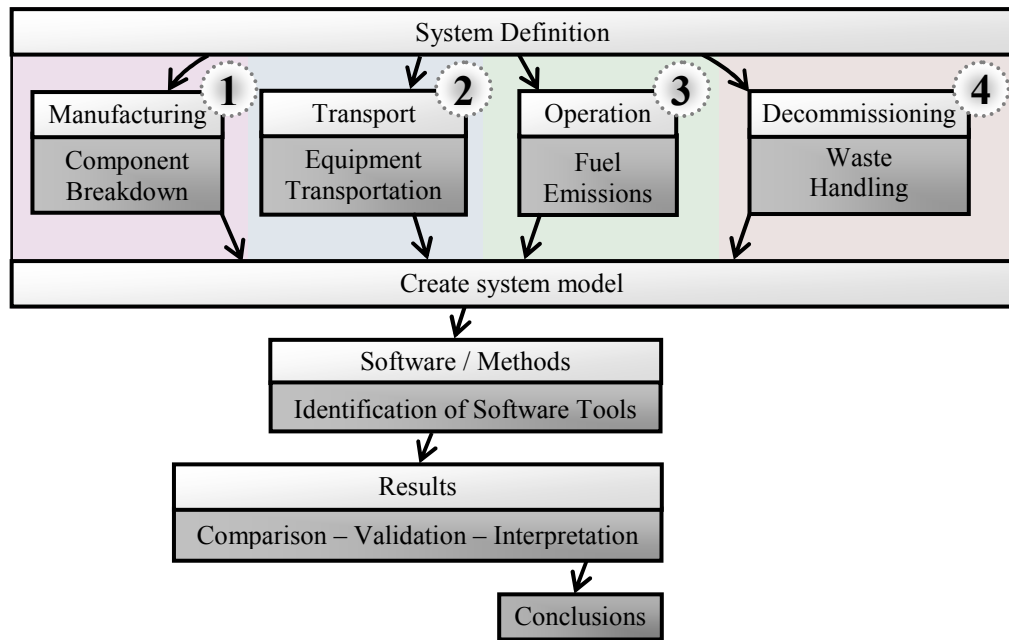 System Definition
1
Manufacturing
Component
Breakdown
2
Transport
Equipment
Transportation
3
Operation
Fuel
Emissions
4
Decommissioning
Waste
Handling
Create system model
Software / Methods
Identification of Software Tools
Results
Comparison – Validation – Interpretation
Conclusions